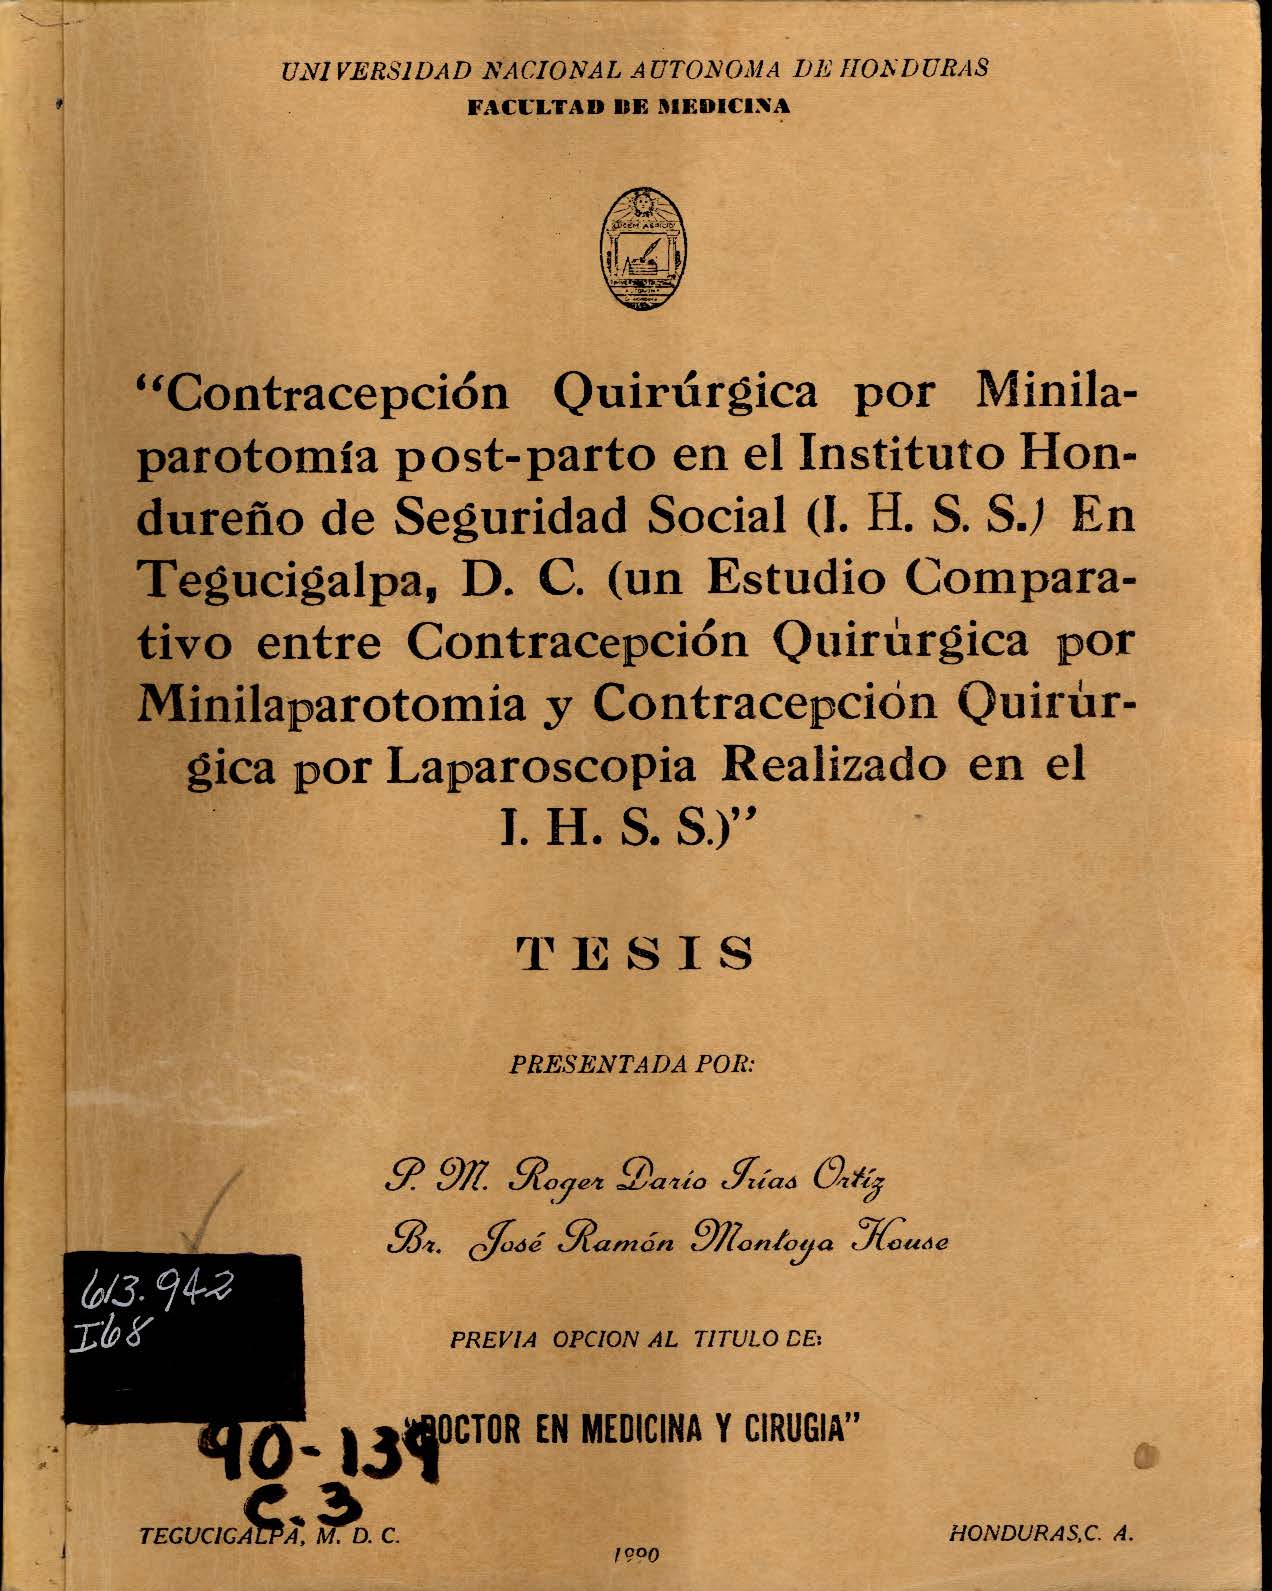 UNIVERSIDAD NACIONAL AUTONOMA DE HONDURAS
FACULTAD DE MEDICINA
“Contracepción Quirúrgica por Minila-
parotomía post-parto en el Instituto Hon-
dureño de Seguridad Social (I. H. S. S.) En
Tegucigalpa, D. C. (un Estudio Compara-
tivo entre Contracepción Quirúrgica por
Minilaparotomia y Contracepción Quirúr-
gica por Laparoscopia Realizado en el
I. H. S. S.)”
TESIS
PRESENTADA POR:
P. M. Roger Darío Irías Ortíz
Br. José Ramón Montoya House
613.942
I68
PREVIA OPCION AL TITULO DE:
“DOCTOR EN MEDICINA Y CIRUGIA”
90-139
C.3
TEGUCIGALPA, M. D. C.
HONDURAS, C. A.
1990